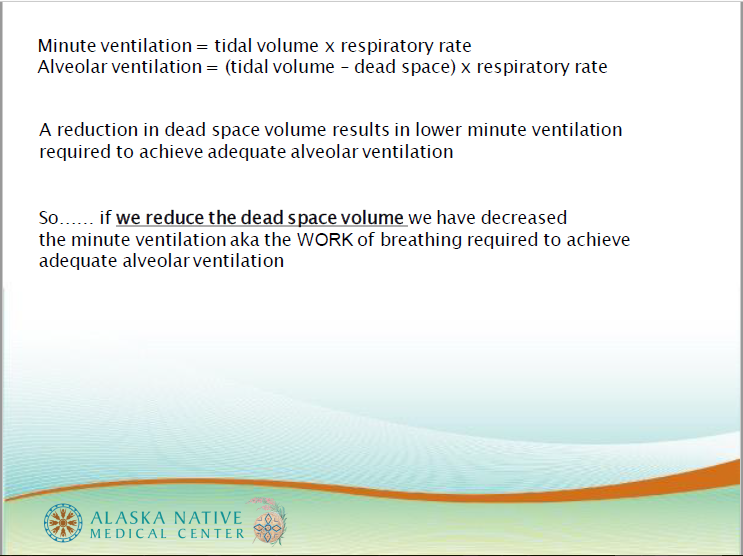 Minute ventilation = tidal volume x respiratory rate
Alveolar ventilation = (tidal volume – dead space) x respiratory rate
A reduction in dead space volume results in lower minute ventilation
required to achieve adequate alveolar ventilation
So…… if we reduce the dead space volume we have decreased
the minute ventilation aka the WORK of breathing required to achieve
adequate alveolar ventilation
ALASKA NATIVE
MEDICAL CENTER